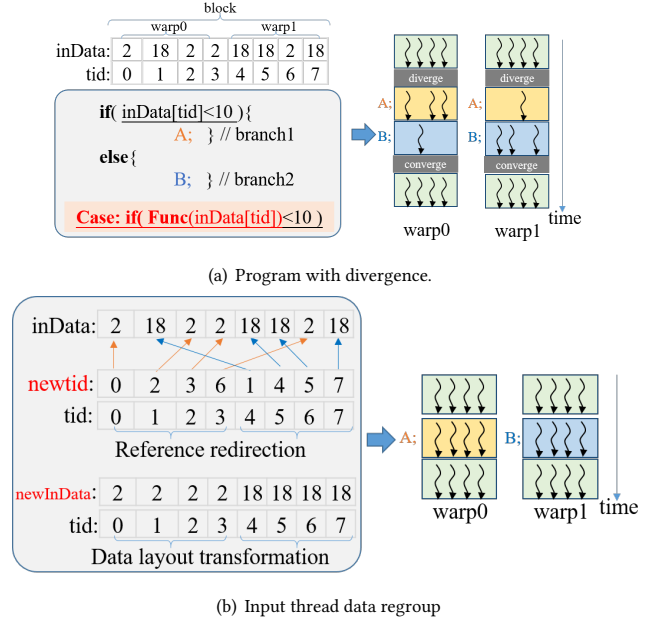 block
warp0 warp1
inData: 2 18 2 2 18 18 2 18
tid: 0 1 2 3 4 5 6 7
if( inData[tid]<10 ){
A; } // branch1
else{
B; } // branch2
Case: if( Func(inData[tid])<10 )
diverge diverge
A; A;
B; B;
converge converge
warp0 warp1 time
(a) Program with divergence.
inData: 2 18 2 2 18 18 2 18
newtid: 0 2 3 6 1 4 5 7
tid: 0 1 2 3 4 5 6 7
Reference redirection
newInData: 2 2 2 2 18 18 18 18
tid: 0 1 2 3 4 5 6 7
Data layout transformation
A; B;
warp0 warp1 time
(b) Input thread data regroup